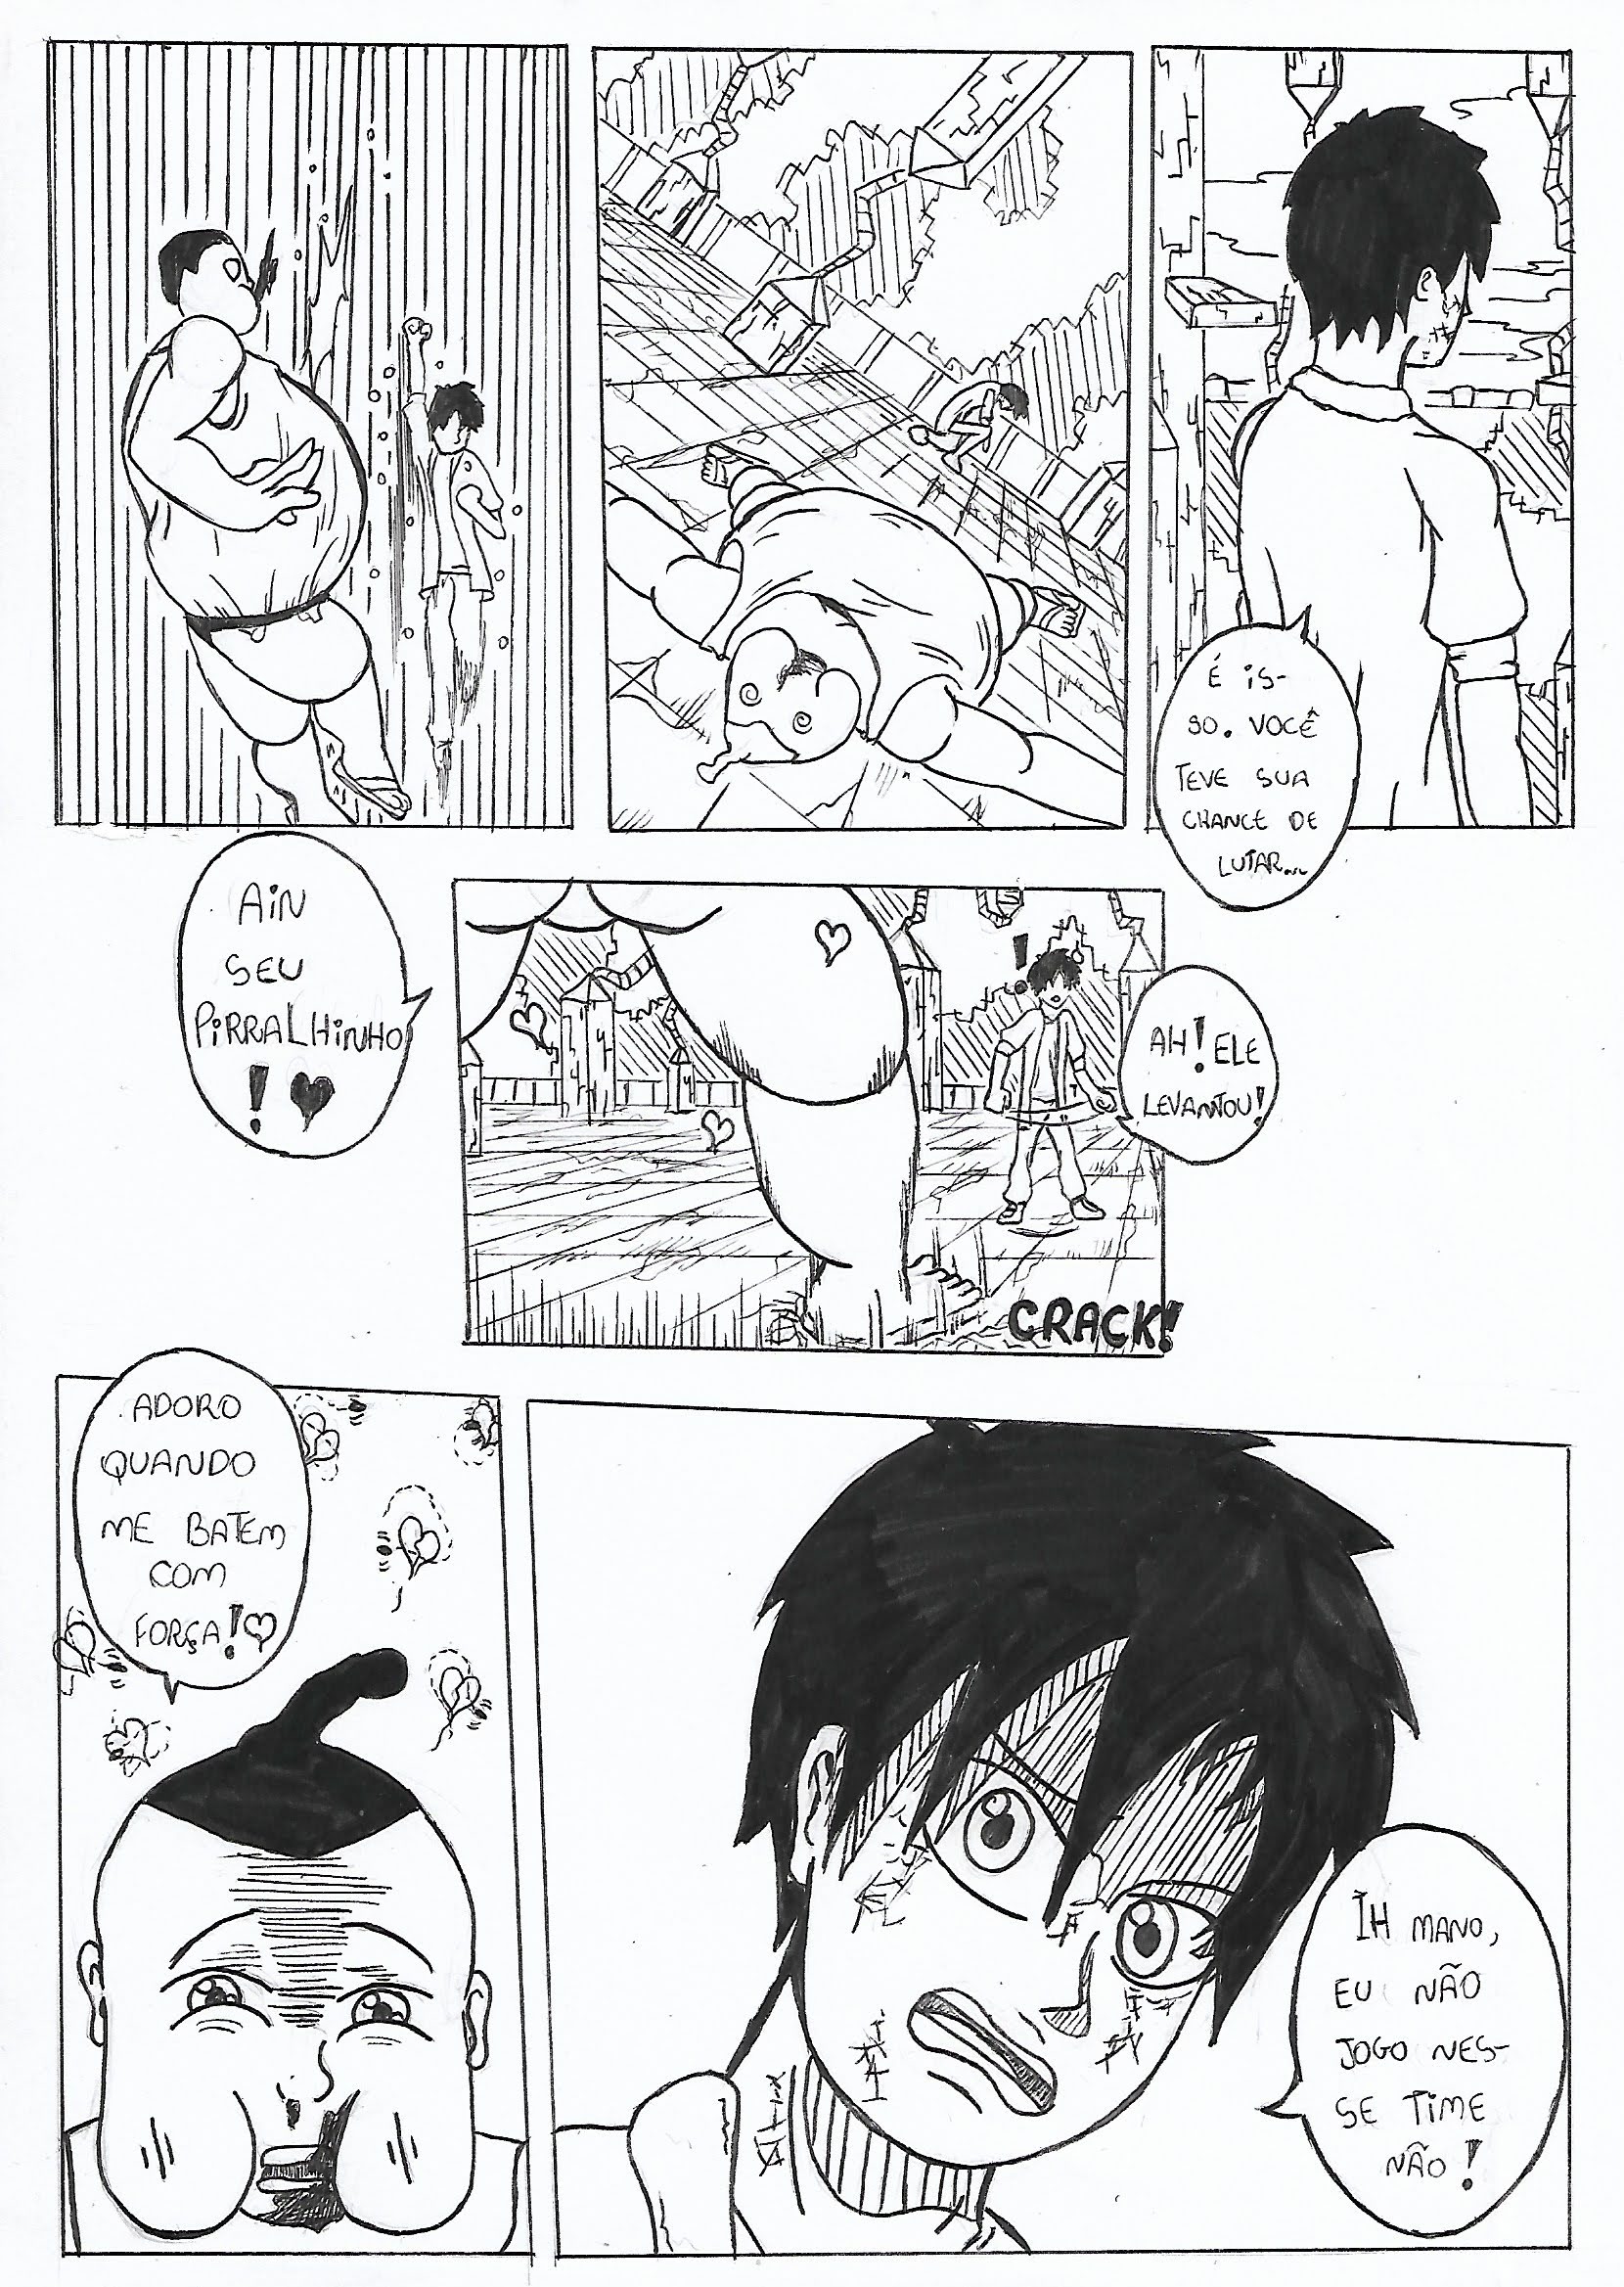 É IS-
SO. VOCÊ
TEVE SUA
CHANCE DE
LUTAR...
AIN
SEU
PIRRALHINHO
! ♥
!
AH! ELE
LEVANTOU!
CRACK!
ADORO
QUANDO
ME BATEM
COM
FORÇA! ♡
IH MANO,
EU NÃO
JOGO NES-
SE TIME
NÃO!